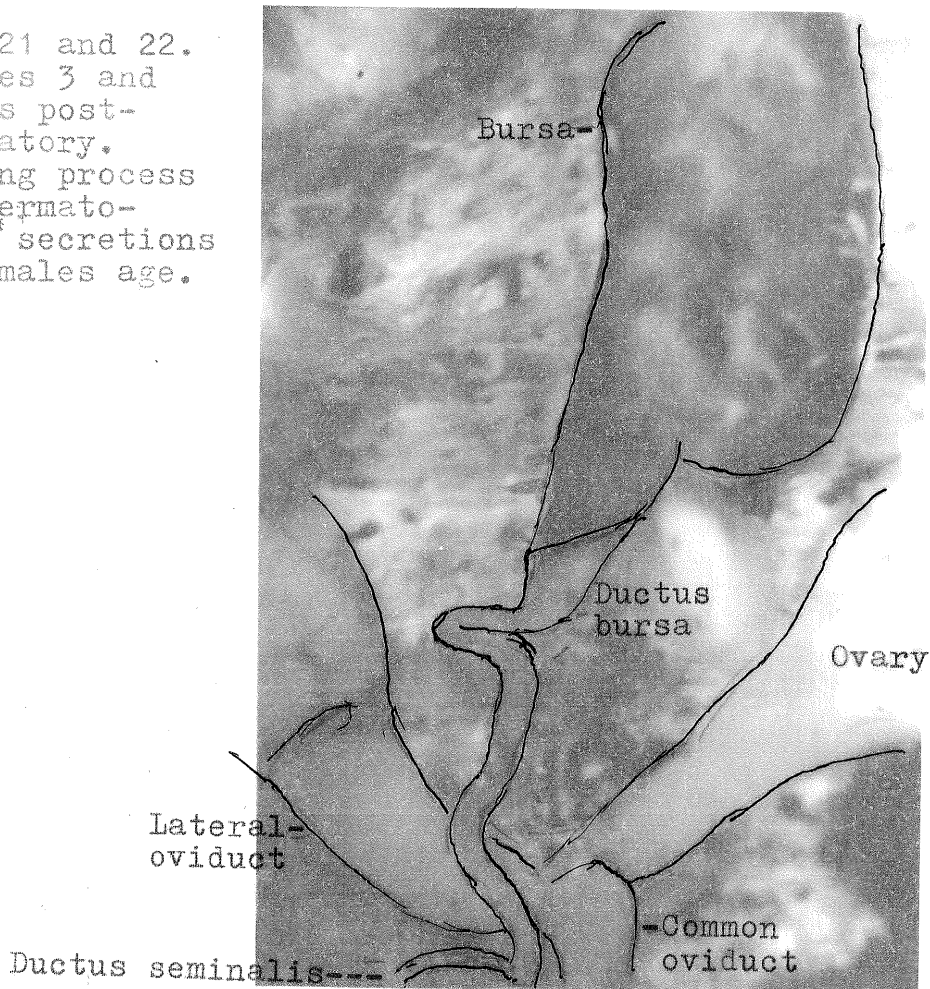 21 and 22.
es 3 and
s post-
atory.
ng process
ermato-
secretions
males age.
Bursa-
Ductus
bursa
Ovary
Lateral-
oviduct
-Common
oviduct
Ductus seminalis---